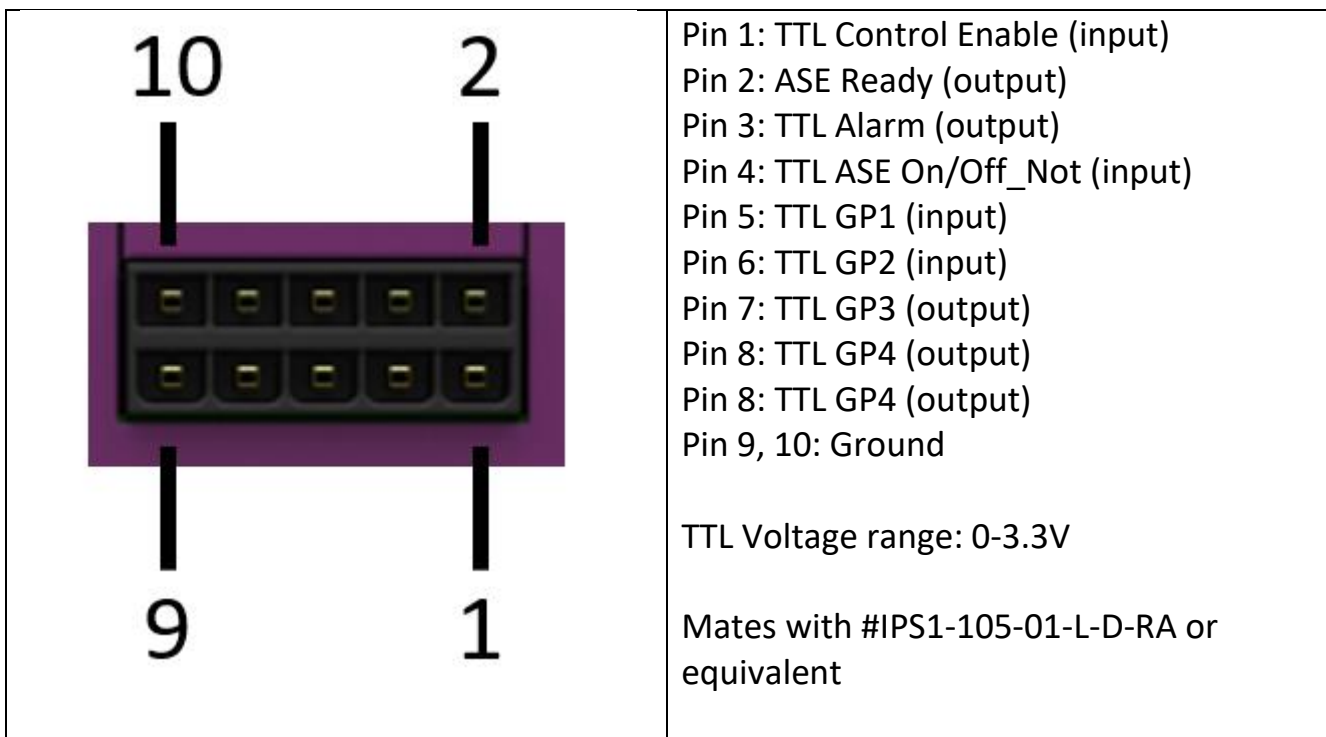 10 2
9 1
Pin 1: TTL Control Enable (input)
Pin 2: ASE Ready (output)
Pin 3: TTL Alarm (output)
Pin 4: TTL ASE On/Off_Not (input)
Pin 5: TTL GP1 (input)
Pin 6: TTL GP2 (input)
Pin 7: TTL GP3 (output)
Pin 8: TTL GP4 (output)
Pin 8: TTL GP4 (output)
Pin 9, 10: Ground
TTL Voltage range: 0-3.3V
Mates with #IPS1-105-01-L-D-RA or
equivalent